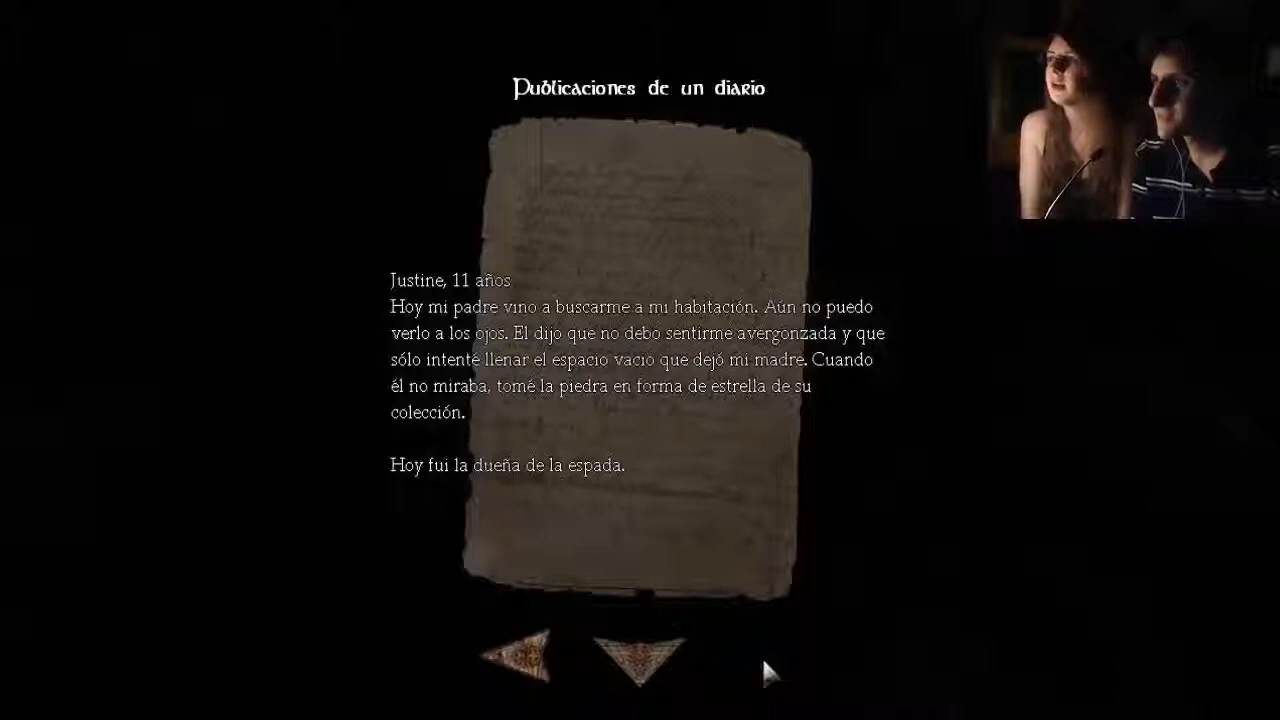 Publicaciones de un diario
Justine, 11 años
Hoy mi padre vino a buscarme a mi habitación. Aún no puedo
verlo a los ojos. El dijo que no debo sentirme avergonzada y que
sólo intenté llenar el espacio vacio que dejó mi madre. Cuando
él no miraba, tomé la piedra en forma de estrella de su
colección.
Hoy fui la dueña de la espada.